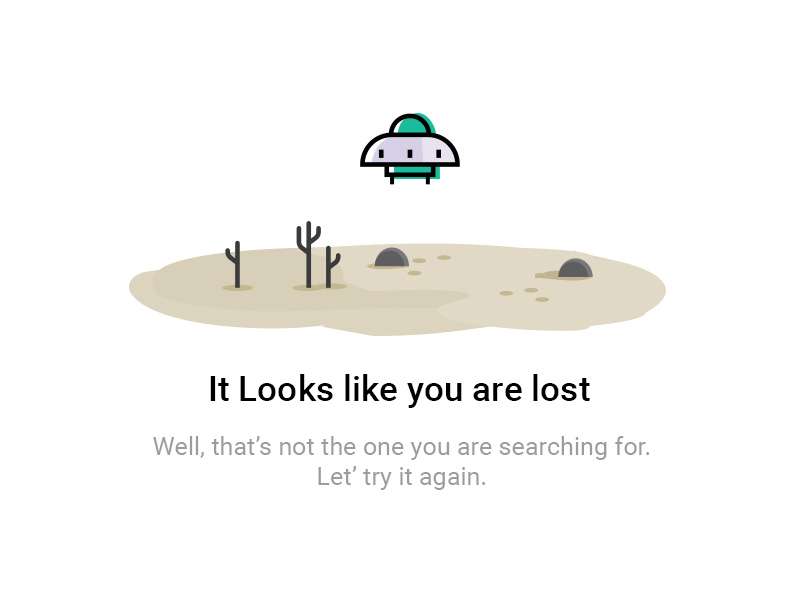 It Looks like you are lost
Well, that’s not the one you are searching for.
Let’ try it again.